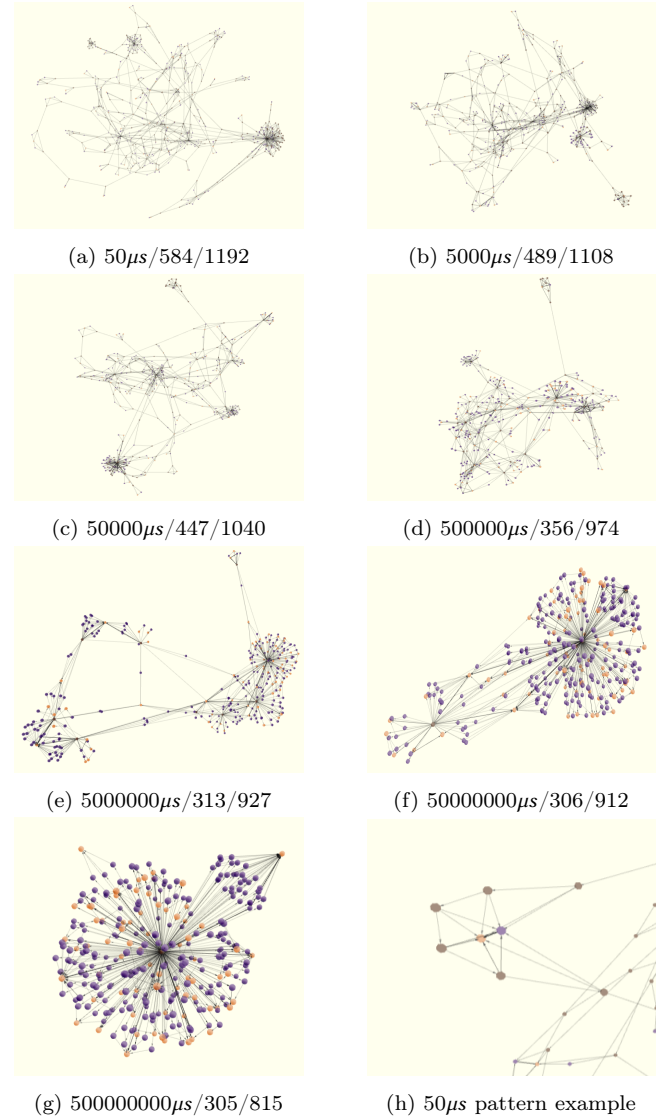 (a) 50μs/584/1192
(b) 5000μs/489/1108
(c) 50000μs/447/1040
(d) 500000μs/356/974
(e) 5000000μs/313/927
(f) 50000000μs/306/912
(g) 500000000μs/305/815
(h) 50μs pattern example